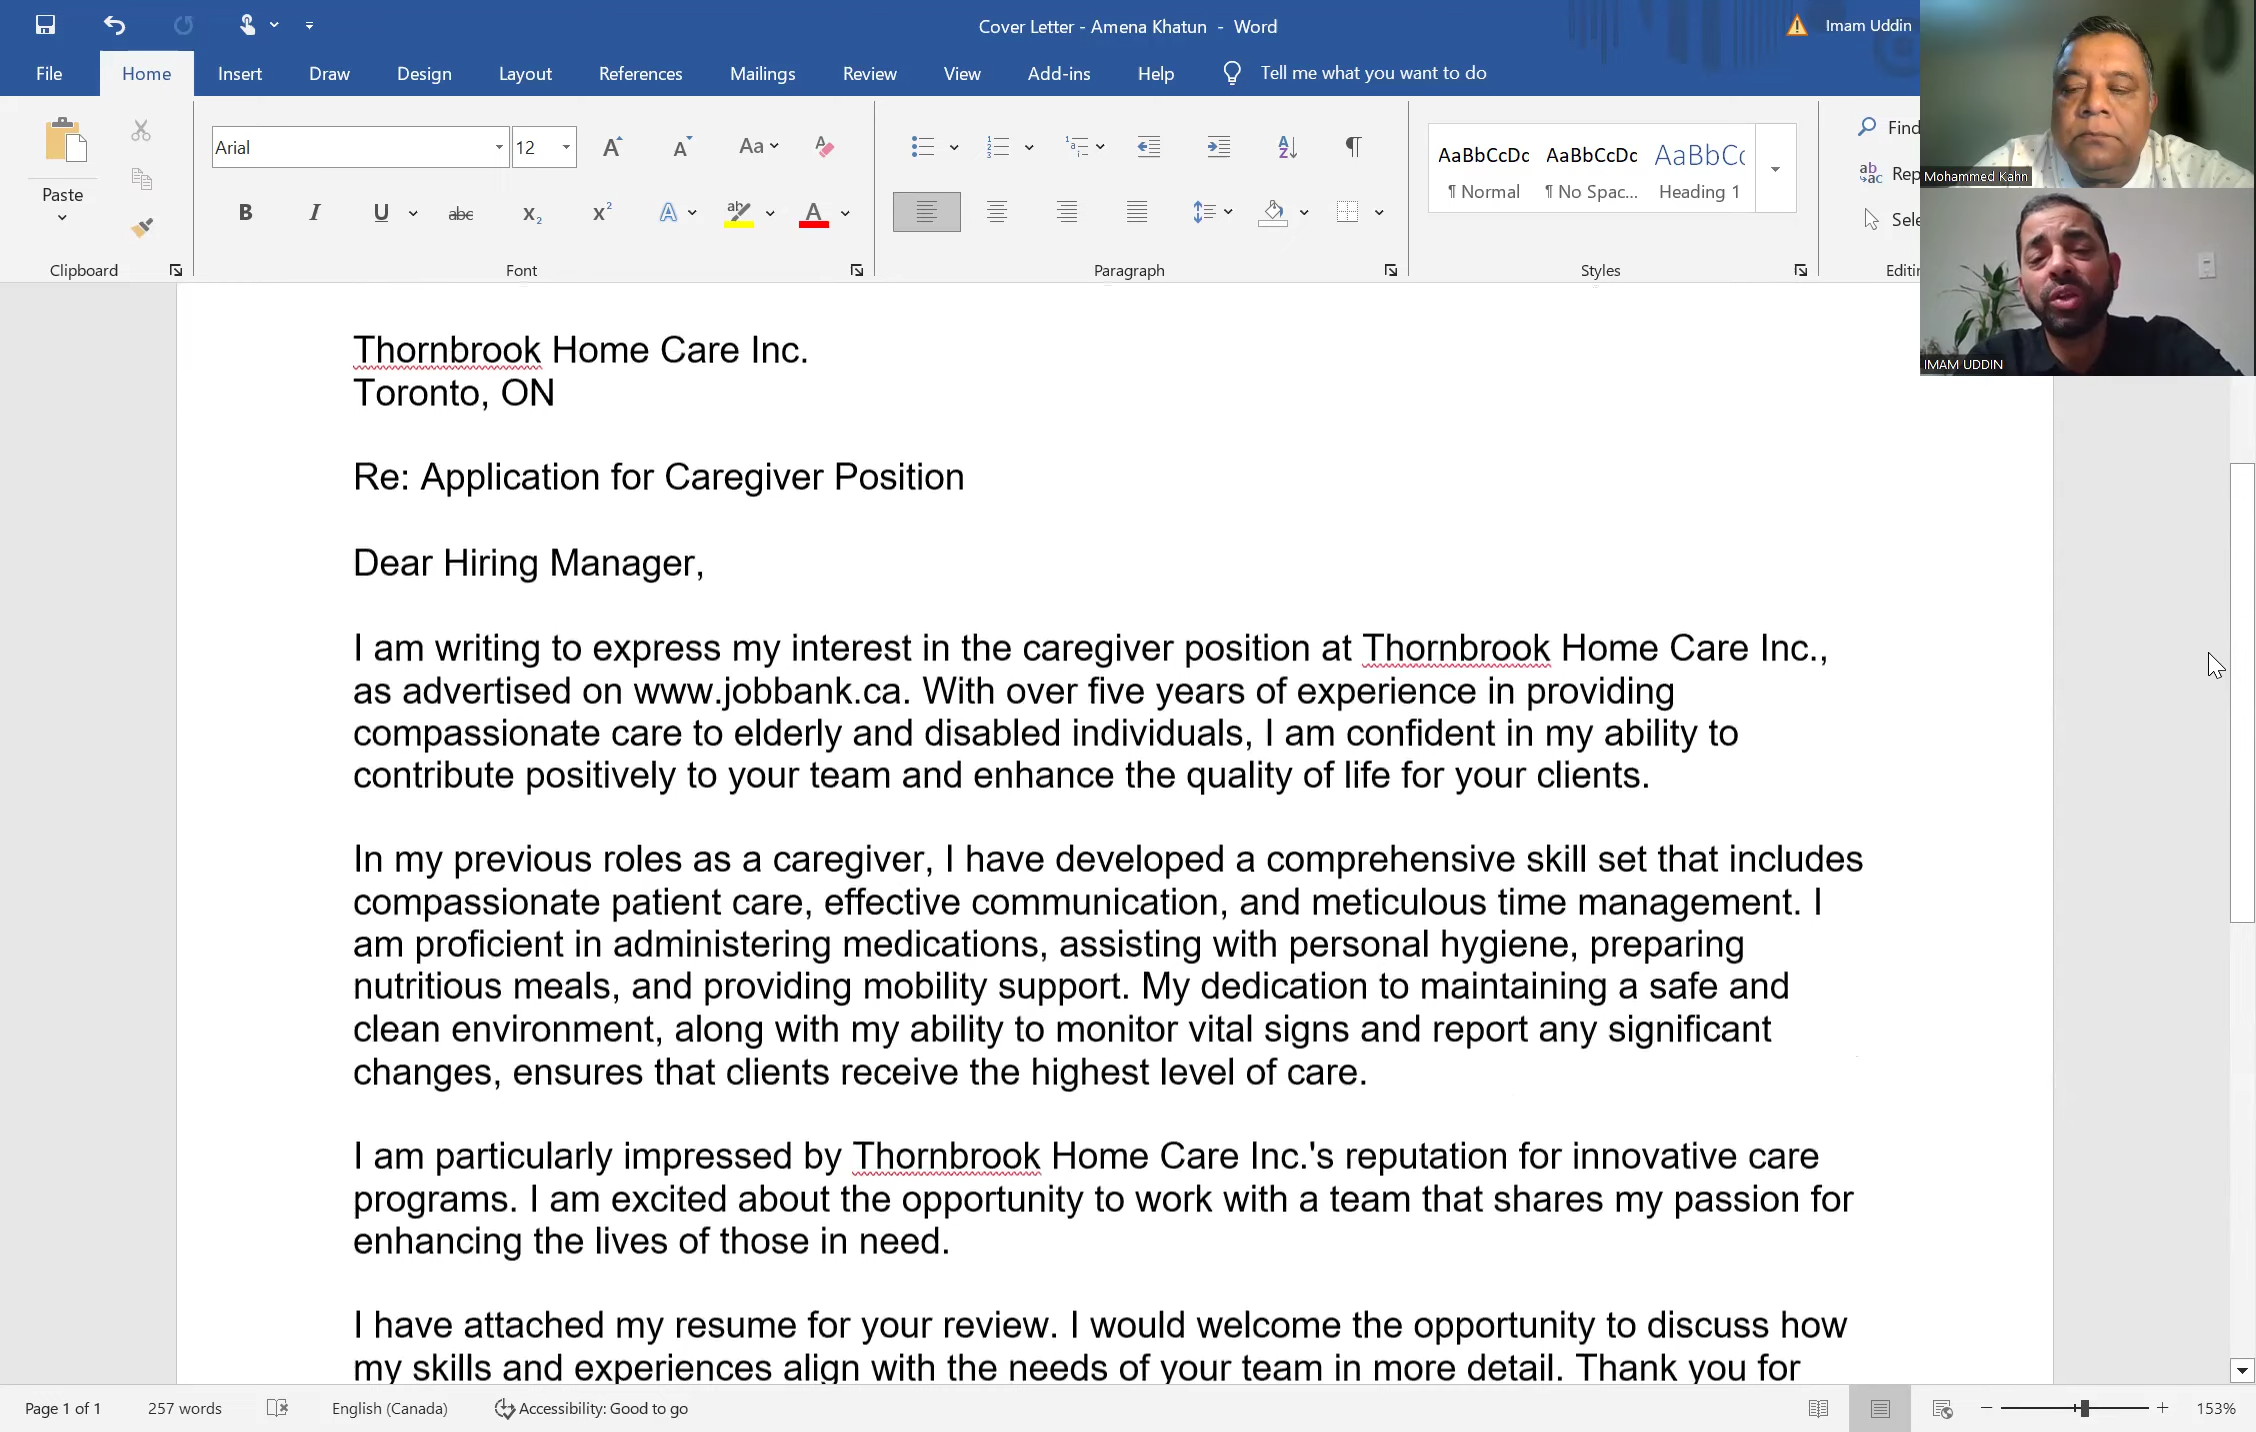 Cover Letter - Amena Khatun - Word
Imam Uddin
File Home Insert Draw Design Layout References Mailings Review View Add-ins Help Tell me what you want to do
Paste
Clipboard
Arial 12
Aa
B I U abc X₂ X²
Font
Paragraph
AaBbCcDc AaBbCcDc AaBbCc
¶ Normal ¶ No Spac... Heading 1
Styles
Find
Rep
Sele
Editin
Mohammed Kahn
IMAM UDDIN
Thornbrook Home Care Inc.
Toronto, ON
Re: Application for Caregiver Position
Dear Hiring Manager,
I am writing to express my interest in the caregiver position at Thornbrook Home Care Inc.,
as advertised on www.jobbank.ca. With over five years of experience in providing
compassionate care to elderly and disabled individuals, I am confident in my ability to
contribute positively to your team and enhance the quality of life for your clients.
In my previous roles as a caregiver, I have developed a comprehensive skill set that includes
compassionate patient care, effective communication, and meticulous time management. I
am proficient in administering medications, assisting with personal hygiene, preparing
nutritious meals, and providing mobility support. My dedication to maintaining a safe and
clean environment, along with my ability to monitor vital signs and report any significant
changes, ensures that clients receive the highest level of care.
I am particularly impressed by Thornbrook Home Care Inc.'s reputation for innovative care
programs. I am excited about the opportunity to work with a team that shares my passion for
enhancing the lives of those in need.
I have attached my resume for your review. I would welcome the opportunity to discuss how
my skills and experiences align with the needs of your team in more detail. Thank you for
Page 1 of 1 257 words English (Canada) Accessibility: Good to go 153%